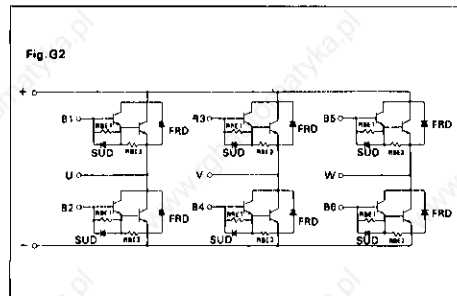 Fig.G2
+
B1 RBE1 SUD RBE2 FRD
B3 RBE1 SUD RBE2 FRD
B5 RBE1 SUD RBE2 FRD
U V W
B2 RBE1 SUD RBE2 FRD
B4 RBE1 SUD RBE2 FRD
B6 RBE1 SUD RBE2 FRD
−